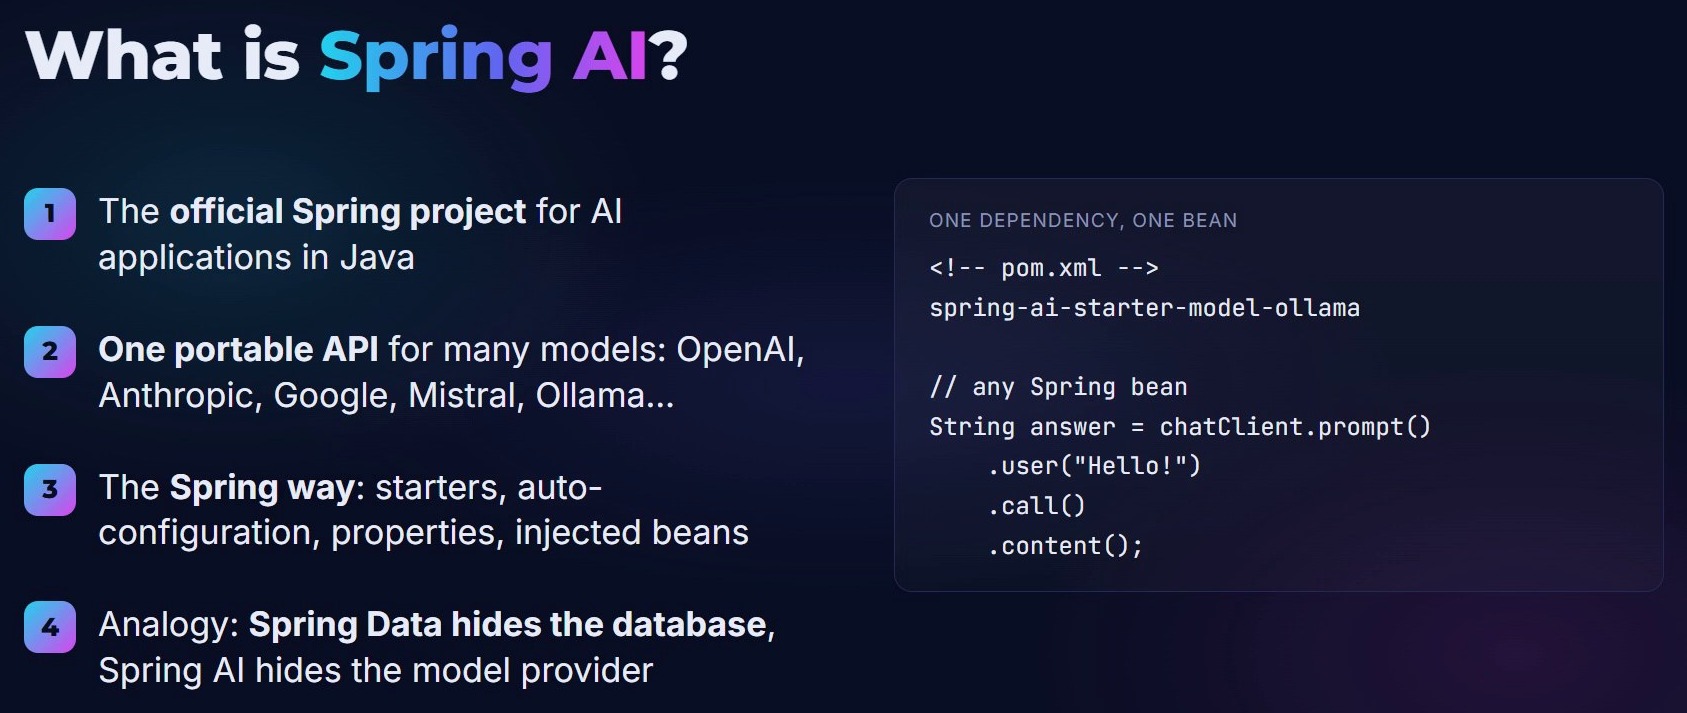 What is Spring AI?
1
The official Spring project for AI
applications in Java
2
One portable API for many models: OpenAI,
Anthropic, Google, Mistral, Ollama...
3
The Spring way: starters, auto-
configuration, properties, injected beans
4
Analogy: Spring Data hides the database,
Spring AI hides the model provider
ONE DEPENDENCY, ONE BEAN
<!-- pom.xml -->
spring-ai-starter-model-ollama
// any Spring bean
String answer = chatClient.prompt()
    .user("Hello!")
    .call()
    .content();